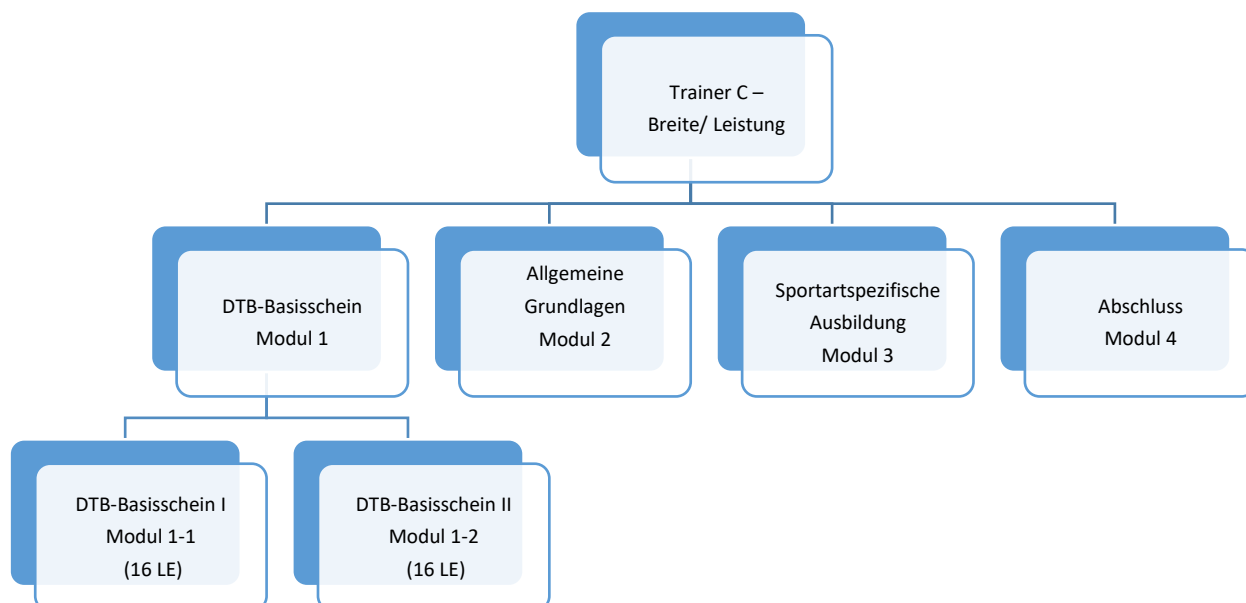 Trainer C –
Breite/ Leistung
DTB-Basisschein
Modul 1
Allgemeine
Grundlagen
Modul 2
Sportartspezifische
Ausbildung
Modul 3
Abschluss
Modul 4
DTB-Basisschein I
Modul 1-1
(16 LE)
DTB-Basisschein II
Modul 1-2
(16 LE)